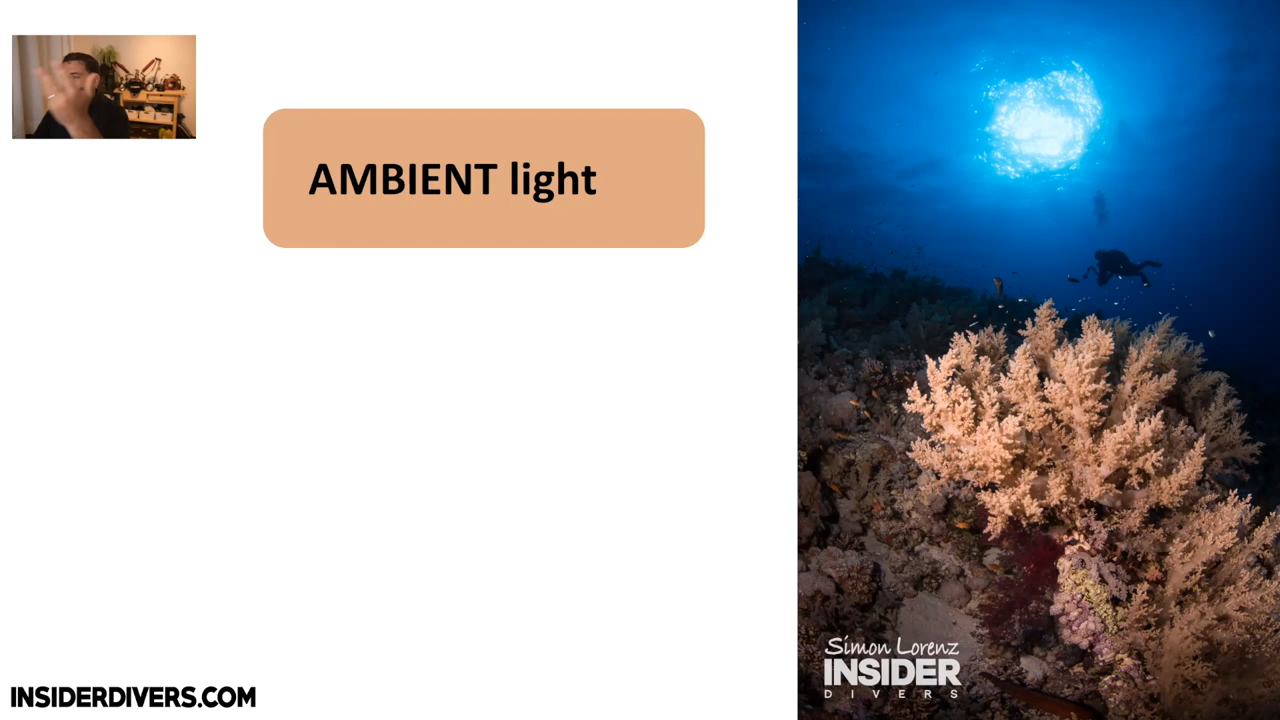 AMBIENT light
Simon Lorenz
INSIDER
DIVERS
INSIDERDIVERS.COM